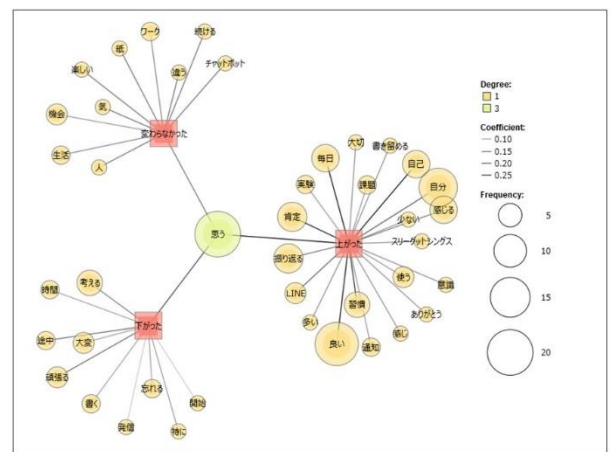 ワーク
続ける
紙
チャットボット
楽しい
違う
気
機会
変わらなかった
生活
人
思う
考える
時間
下がった
途中
大変
頑張る
書く
忘れる
発信
特に
開始
大切
書き留める
毎日
自己
実験
課題
自分
感じる
肯定
少ない
スリーグットシングス
上がった
振り返る
使う
意識
LINE
習慣
ありがとう
多い
感じ
良い
通知
Degree:
1
3
Coefficient:
0.10
0.15
0.20
0.25
Frequency:
5
10
15
20